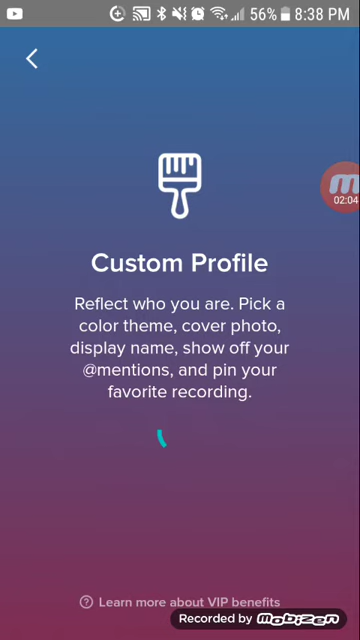 56% 8:38 PM
02:04
Custom Profile
Reflect who you are. Pick a
color theme, cover photo,
display name, show off your
@mentions, and pin your
favorite recording.
Learn more about VIP benefits
Recorded by mobizen